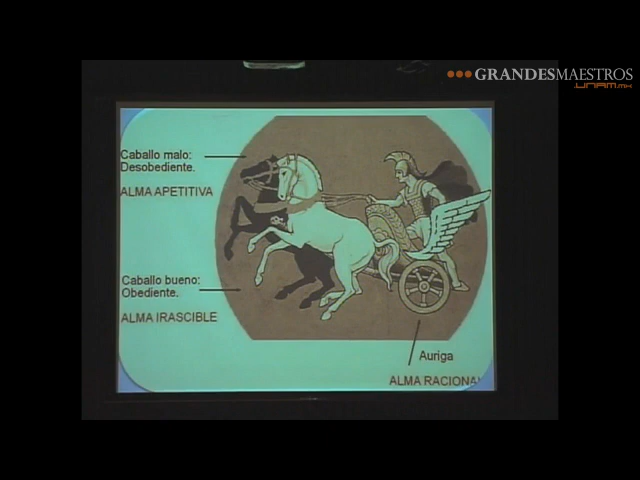 GRANDESMAESTROS
UNAM.MX
Caballo malo:
Desobediente.
ALMA APETITIVA
Caballo bueno:
Obediente.
ALMA IRASCIBLE
Auriga
ALMA RACIONAL